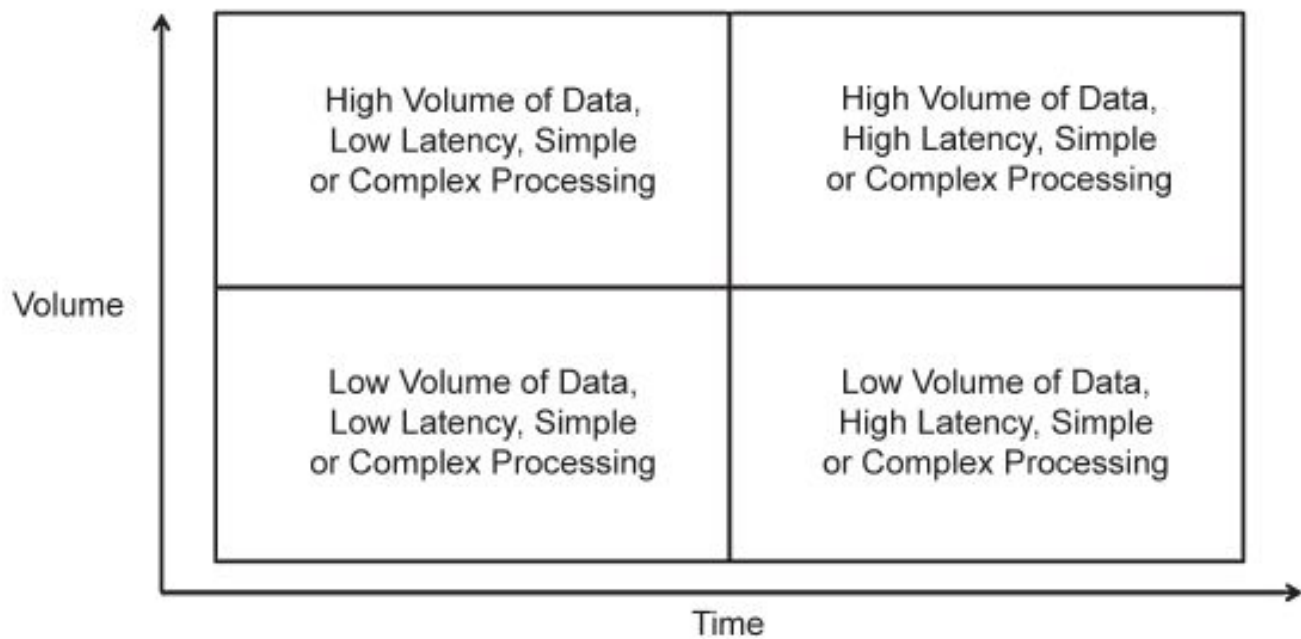 High Volume of Data,
Low Latency, Simple
or Complex Processing
High Volume of Data,
High Latency, Simple
or Complex Processing
Volume
Low Volume of Data,
Low Latency, Simple
or Complex Processing
Low Volume of Data,
High Latency, Simple
or Complex Processing
Time